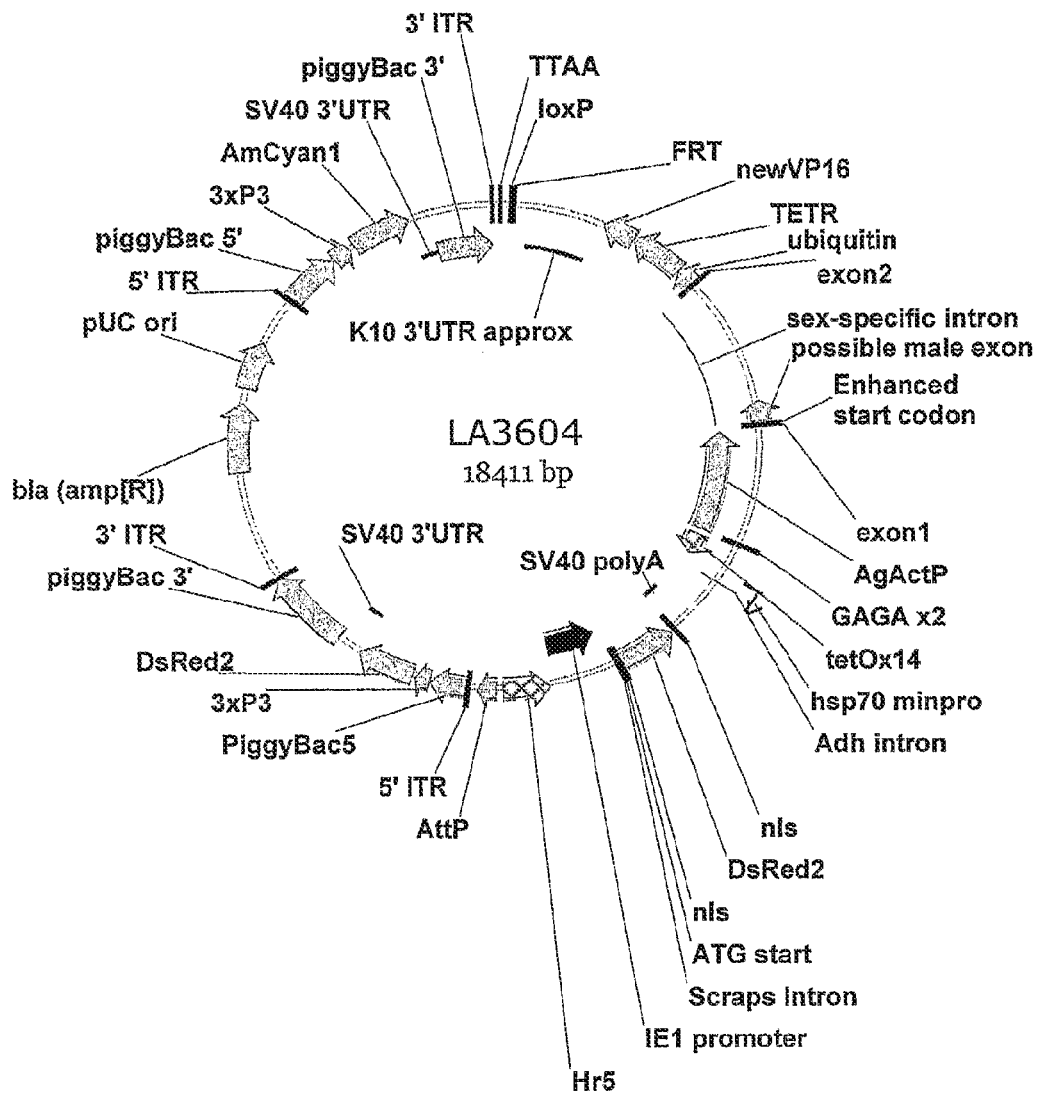 3' ITR
piggyBac 3'
TTAA
SV40 3'UTR
loxP
AmCyan1
FRT
3xP3
newVP16
piggyBac 5'
TETR
5' ITR
ubiquitin
exon2
pUC ori
K10 3'UTR approx
sex-specific intron
possible male exon
Enhanced
start codon
LA3604
18411 bp
bla (amp[R])
3' ITR
SV40 3'UTR
exon1
piggyBac 3'
SV40 polyA
AgActP
GAGA x2
DsRed2
tetOx14
3xP3
hsp70 minpro
PiggyBac5
Adh intron
5' ITR
AttP
nls
DsRed2
nls
ATG start
Scraps Intron
IE1 promoter
Hr5